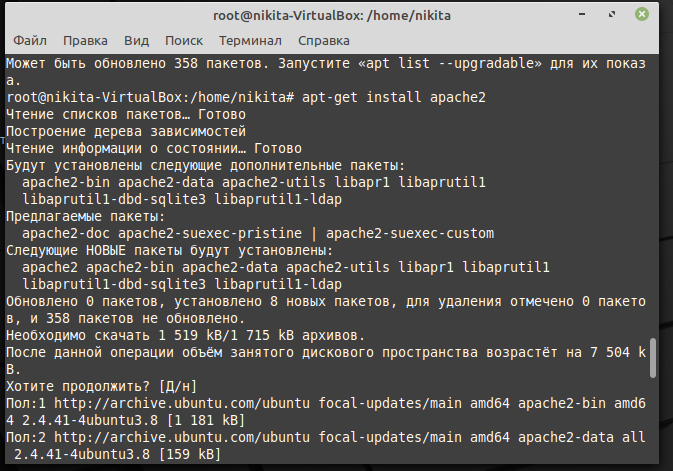 root@nikita-VirtualBox: /home/nikita
Файл Правка Вид Поиск Терминал Справка
Может быть обновлено 358 пакетов. Запустите «apt list --upgradable» для их показ
а.
root@nikita-VirtualBox:/home/nikita# apt-get install apache2
Чтение списков пакетов… Готово
Построение дерева зависимостей
Чтение информации о состоянии… Готово
Будут установлены следующие дополнительные пакеты:
  apache2-bin apache2-data apache2-utils libapr1 libaprutil1
  libaprutil1-dbd-sqlite3 libaprutil1-ldap
Предлагаемые пакеты:
  apache2-doc apache2-suexec-pristine | apache2-suexec-custom
Следующие НОВЫЕ пакеты будут установлены:
  apache2 apache2-bin apache2-data apache2-utils libapr1 libaprutil1
  libaprutil1-dbd-sqlite3 libaprutil1-ldap
Обновлено 0 пакетов, установлено 8 новых пакетов, для удаления отмечено 0 пакето
в, и 358 пакетов не обновлено.
Необходимо скачать 1 519 kB/1 715 kB архивов.
После данной операции объём занятого дискового пространства возрастёт на 7 504 k
B.
Хотите продолжить? [Д/н]
Пол:1 http://archive.ubuntu.com/ubuntu focal-updates/main amd64 apache2-bin amd6
4 2.4.41-4ubuntu3.8 [1 181 kB]
Пол:2 http://archive.ubuntu.com/ubuntu focal-updates/main amd64 apache2-data all
 2.4.41-4ubuntu3.8 [159 kB]